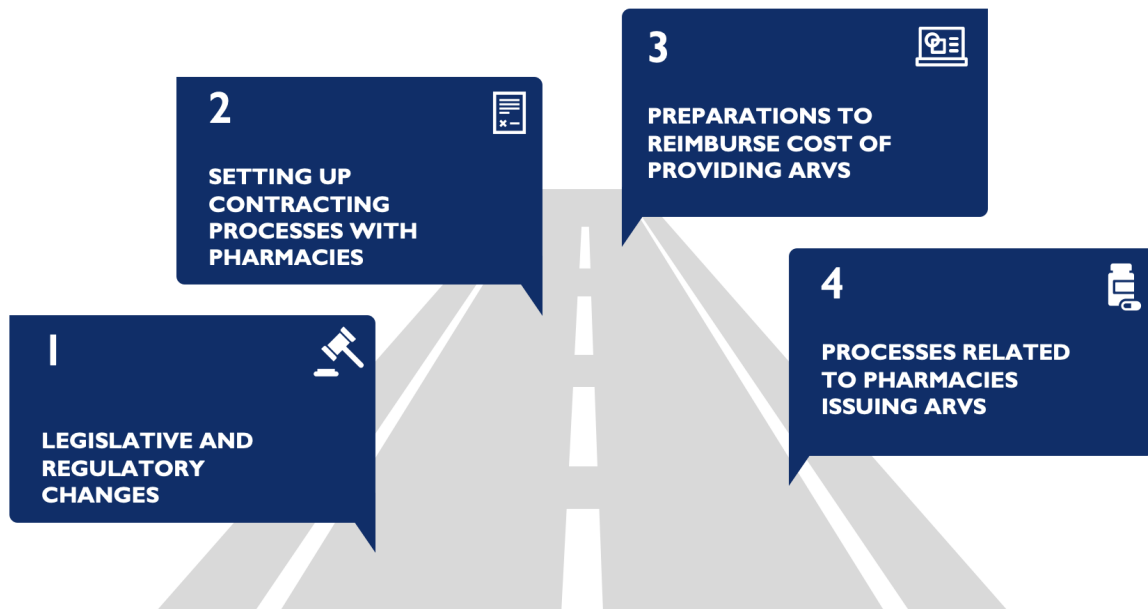 1
LEGISLATIVE AND
REGULATORY
CHANGES
2
SETTING UP
CONTRACTING
PROCESSES WITH
PHARMACIES
3
PREPARATIONS TO
REIMBURSE COST OF
PROVIDING ARVS
4
PROCESSES RELATED
TO PHARMACIES
ISSUING ARVS